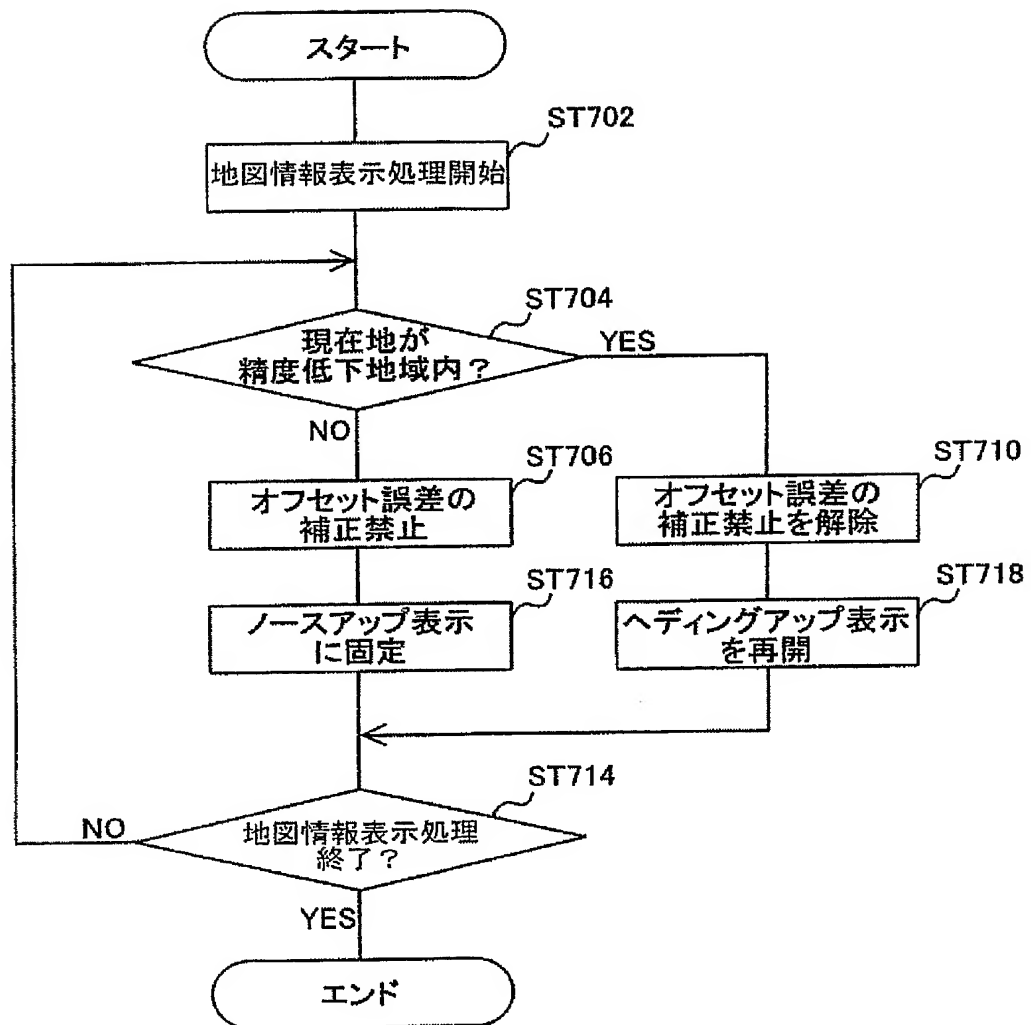 スタート
ST702
地図情報表示処理開始
ST704
現在地が
精度低下地域内？
YES
NO
ST706
オフセット誤差の
補正禁止
ST710
オフセット誤差の
補正禁止を解除
ST716
ノースアップ表示
に固定
ST718
ヘディングアップ表示
を再開
ST714
地図情報表示処理
終了？
NO
YES
エンド